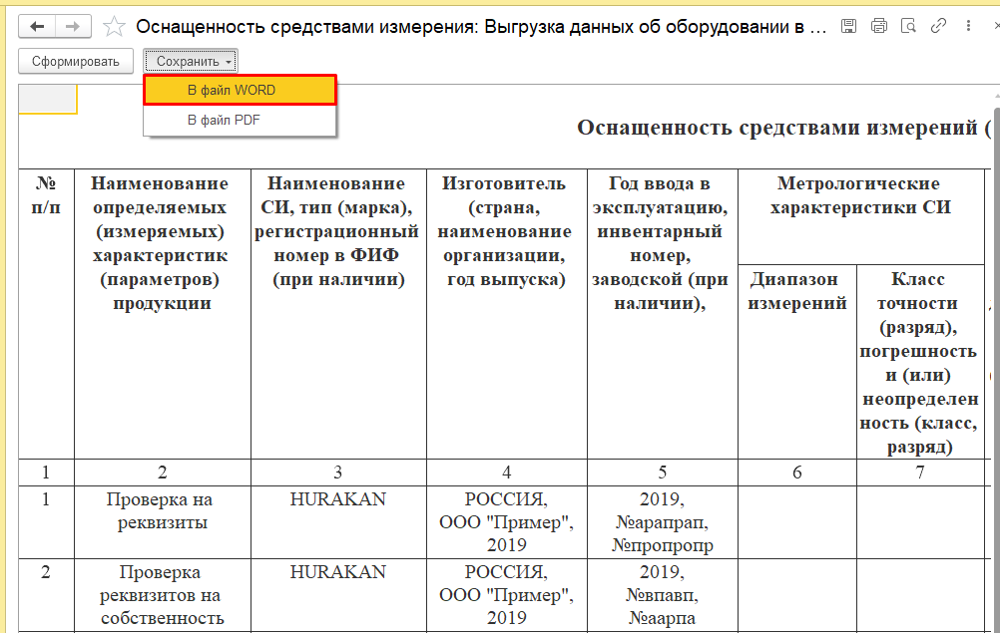 Оснащенность средствами измерения: Выгрузка данных об оборудовании в ...
Сформировать
Сохранить
В файл WORD
В файл PDF
Оснащенность средствами измерений (
№
п/п
Наименование
определяемых
(измеряемых)
характеристик
(параметров)
продукции
Наименование
СИ, тип (марка),
регистрационный
номер в ФИФ
(при наличии)
Изготовитель
(страна,
наименование
организации,
год выпуска)
Год ввода в
эксплуатацию,
инвентарный
номер,
заводской (при
наличии),
Метрологические
характеристики СИ
Диапазон
измерений
Класс
точности
(разряд),
погрешность
и (или)
неопределен
ность (класс,
разряд)
1 2 3 4 5 6 7
1
Проверка на
реквизиты
HURAKAN
РОССИЯ,
ООО "Пример",
2019
2019,
№арапрап,
№пропропр
2
Проверка
реквизитов на
собственность
HURAKAN
РОССИЯ,
ООО "Пример",
2019
2019,
№впавп,
№аарпа